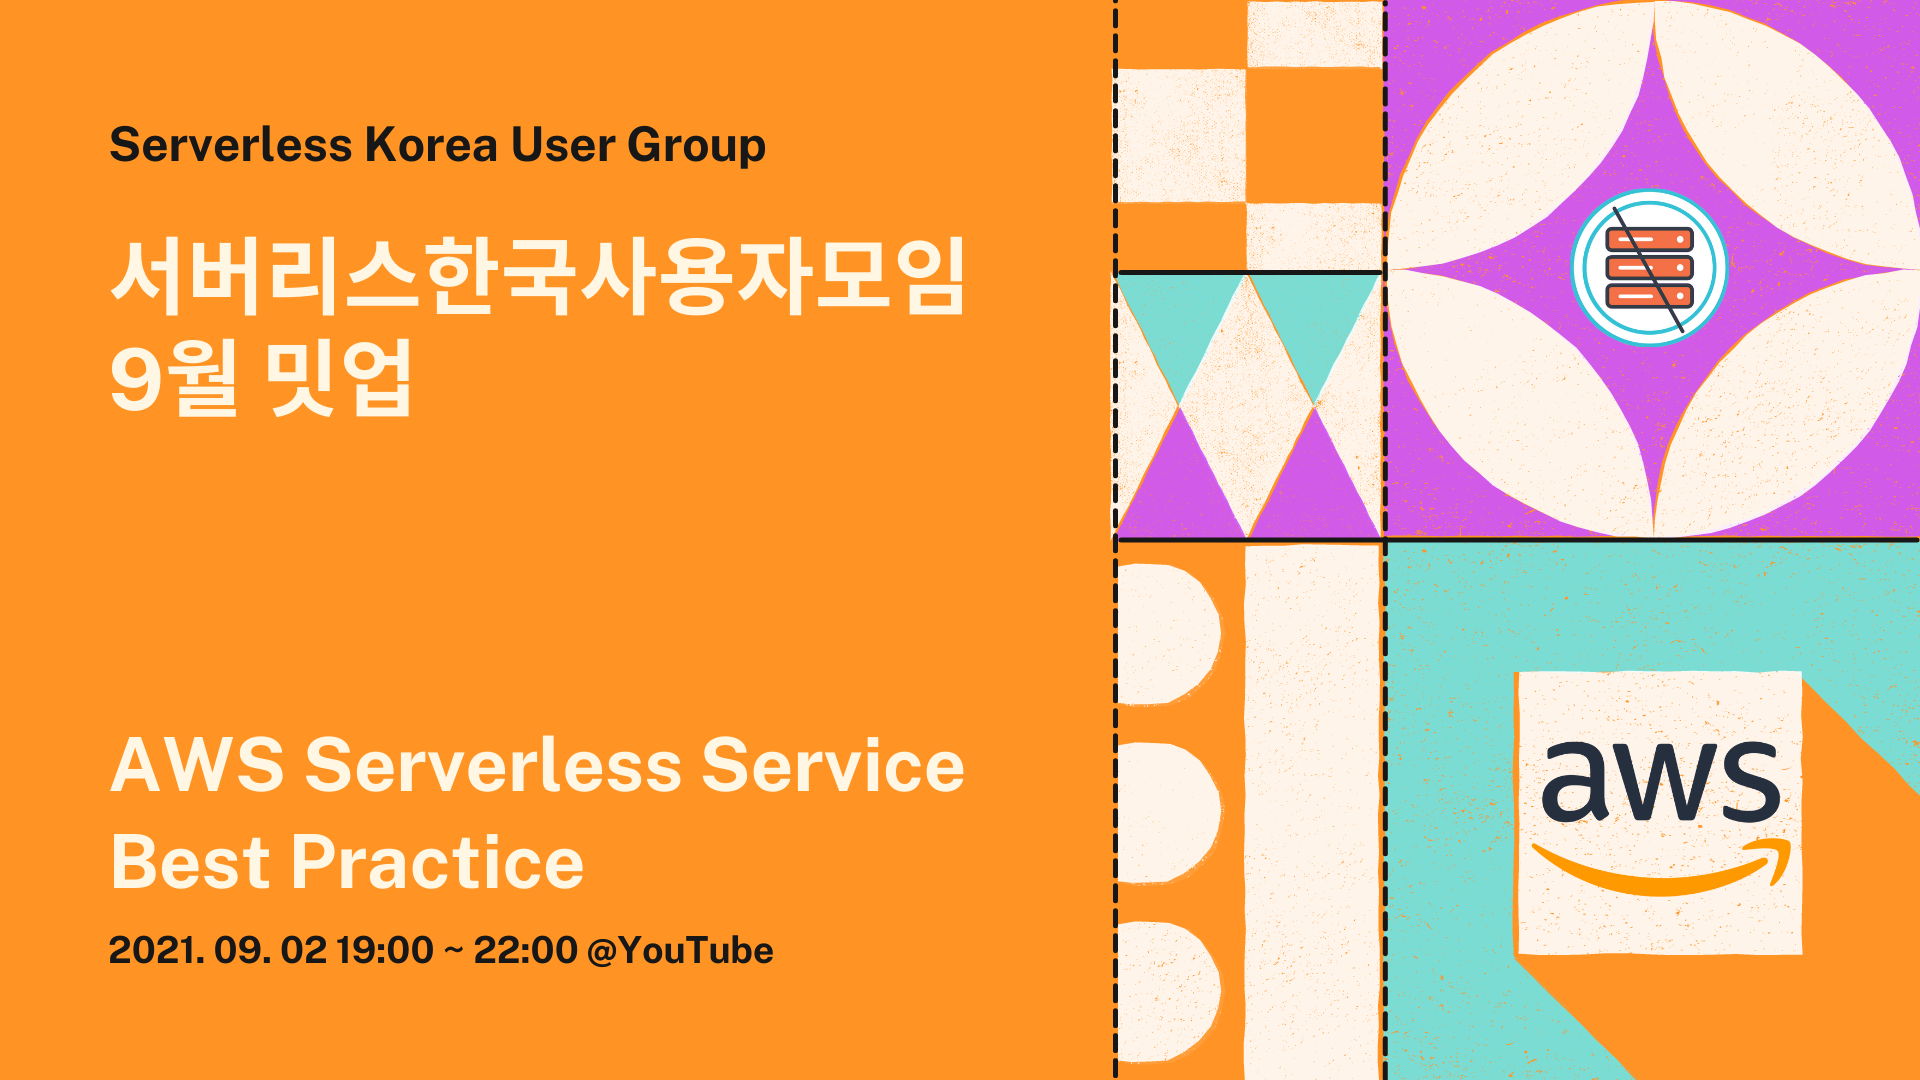 Serverless Korea User Group
서버리스한국사용자모임
9월 밋업
AWS Serverless Service
Best Practice
2021. 09. 02 19:00 ~ 22:00 @YouTube
aws